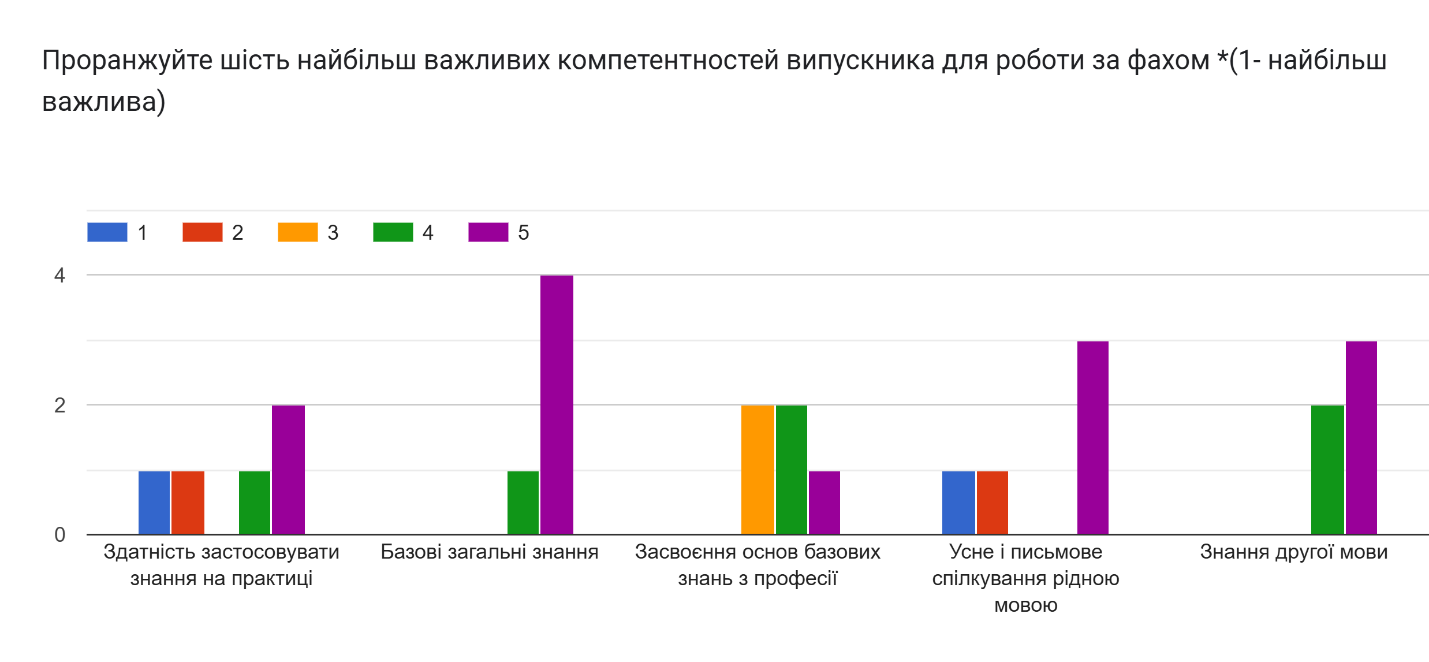 Проранжуйте шість найбільш важливих компетентностей випускника для роботи за фахом *(1- найбільш
важлива)
1 2 3 4 5
4
2
0
Здатність застосовувати
знання на практиці
Базові загальні знання
Засвоєння основ базових
знань з професії
Усне і письмове
спілкування рідною
мовою
Знання другої мови